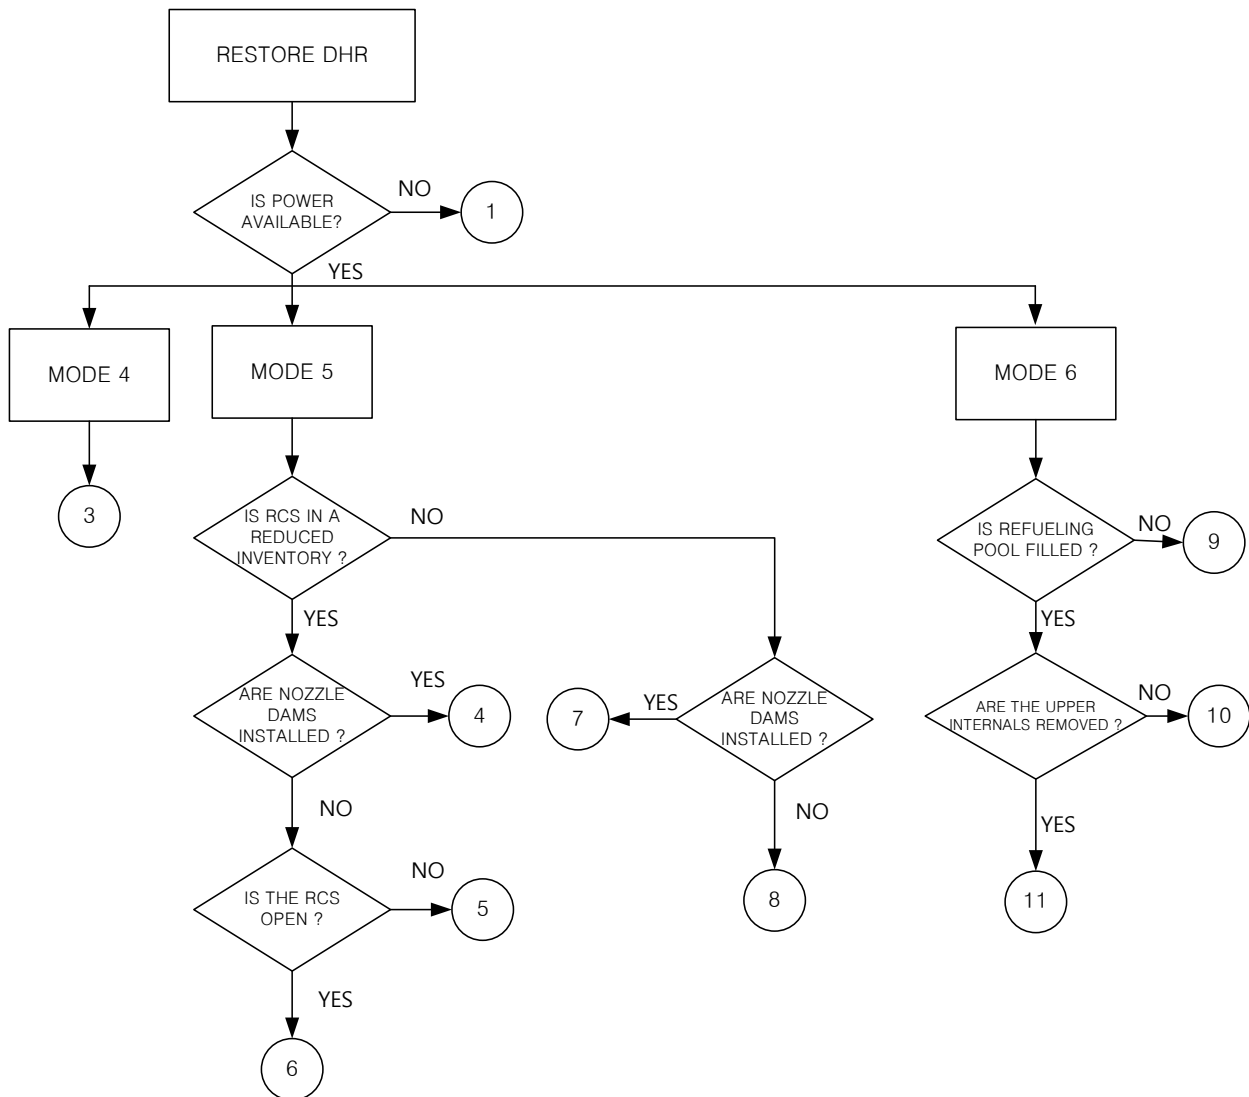 RESTORE DHR
IS POWER
AVAILABLE?
NO
1
YES
MODE 4
MODE 5
MODE 6
3
IS RCS IN A
REDUCED
INVENTORY ?
NO
YES
IS REFUELING
POOL FILLED ?
NO
9
YES
ARE NOZZLE
DAMS
INSTALLED ?
YES
4
NO
7
YES
ARE NOZZLE
DAMS
INSTALLED ?
NO
8
ARE THE UPPER
INTERNALS REMOVED ?
NO
10
YES
11
IS THE RCS
OPEN ?
NO
5
YES
6